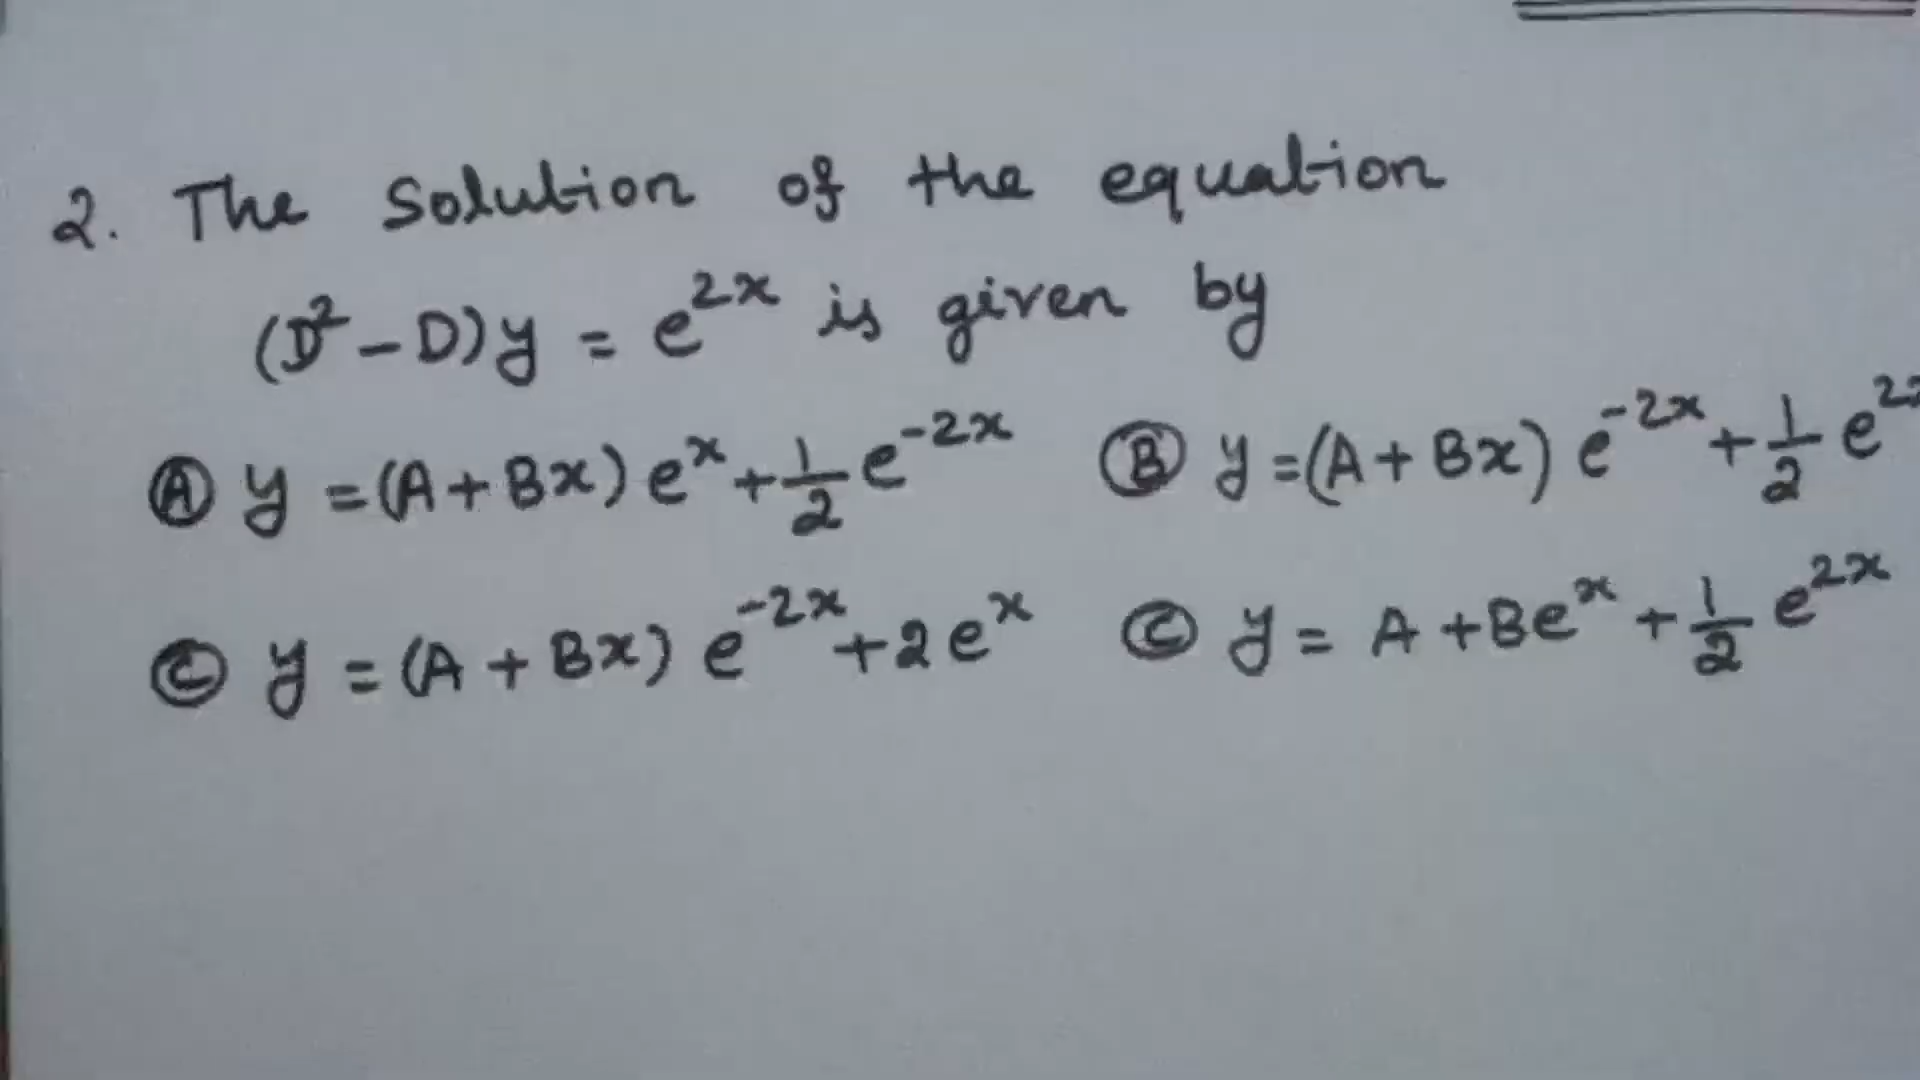 2. The Solution of the equation
(D² - D)y = e^2x is given by
Ⓐ y = (A + Bx) e^x + 1/2 e^-2x Ⓑ y = (A + Bx) e^-2x + 1/2 e^2x
Ⓒ y = (A + Bx) e^-2x + 2e^x Ⓒ y = A + Be^x + 1/2 e^2x